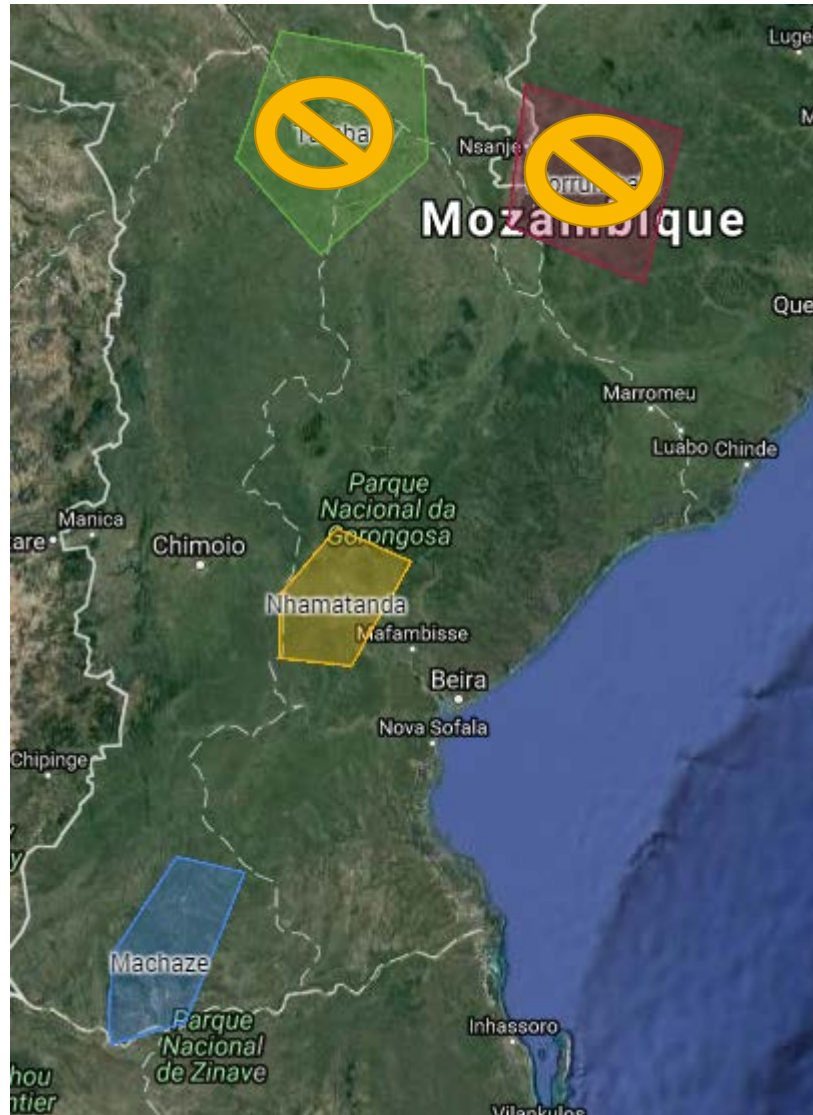 Luge
M
Nsanje
Mozambique
Que
Marromeu
Luabo Chinde
Parque
Nacional da
Gorongosa
are
Manica
Chimoio
Nhamatanda
Mafambisse
Beira
Nova Sofala
Chipinge
y
Machaze
Parque
Nacional
de Zinave
Inhassoro
hou
ntier
Vilankulos